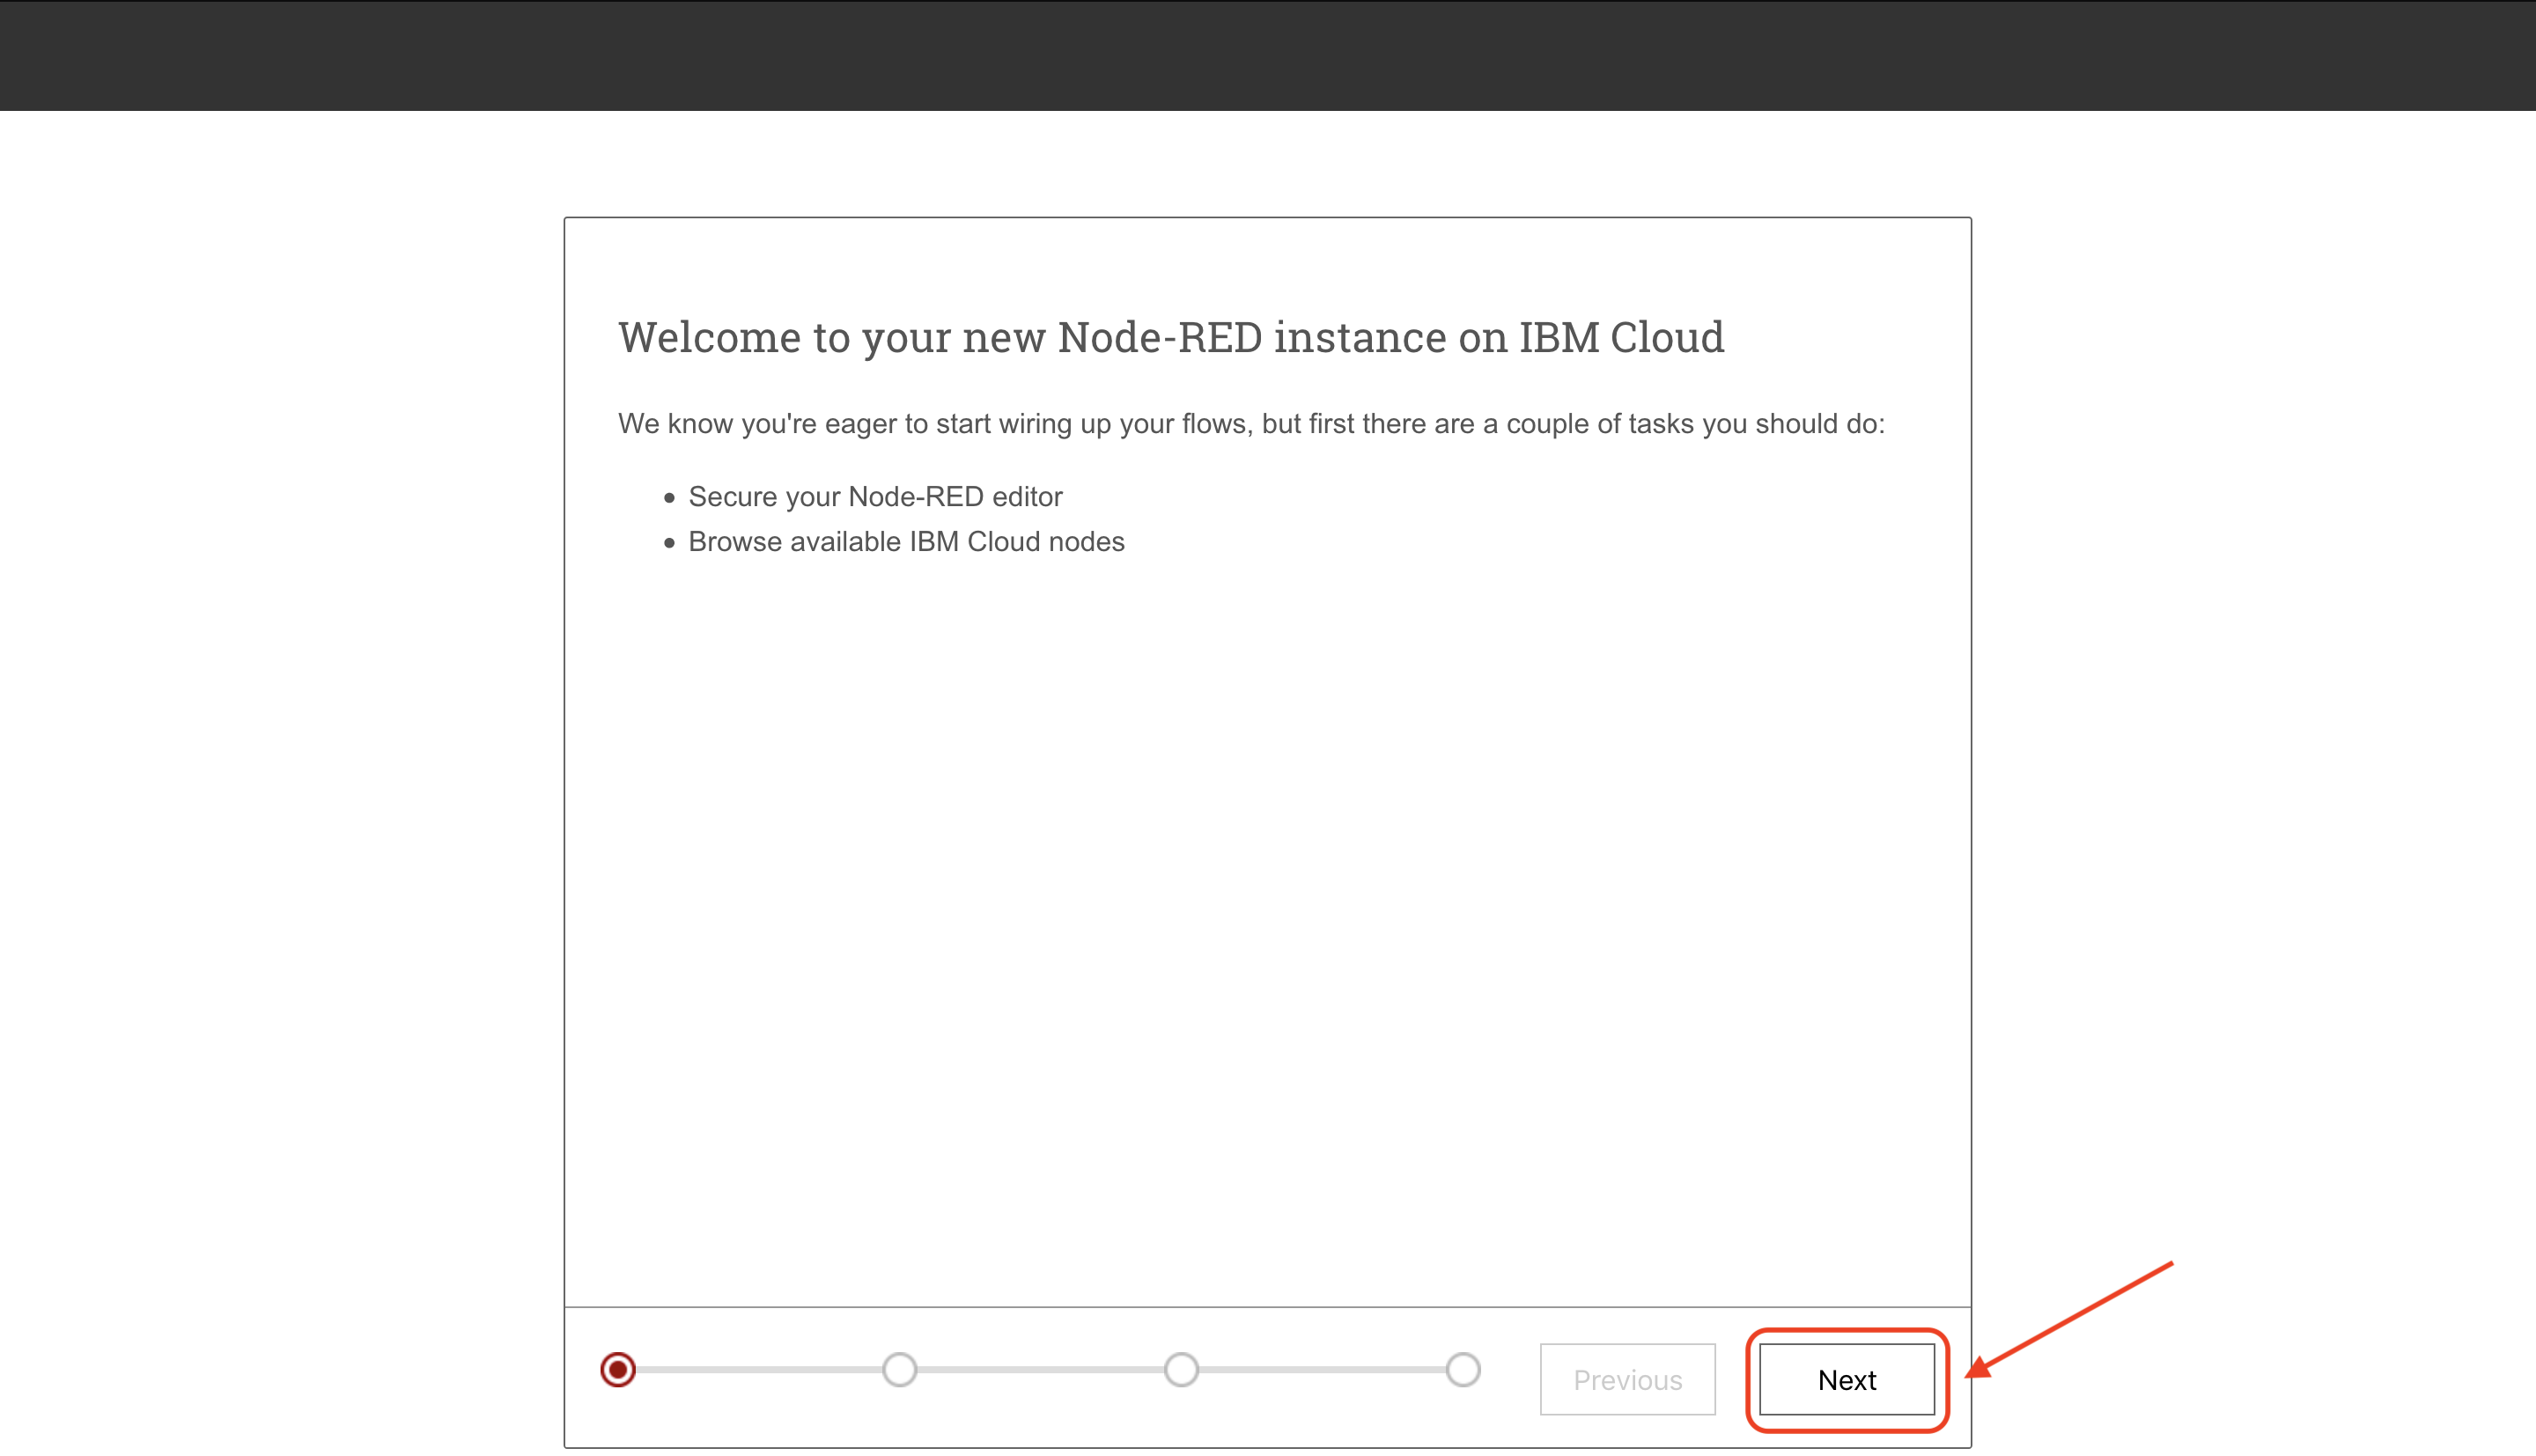 Welcome to your new Node-RED instance on IBM Cloud
We know you're eager to start wiring up your flows, but first there are a couple of tasks you should do:
Secure your Node-RED editor
Browse available IBM Cloud nodes
Previous
Next